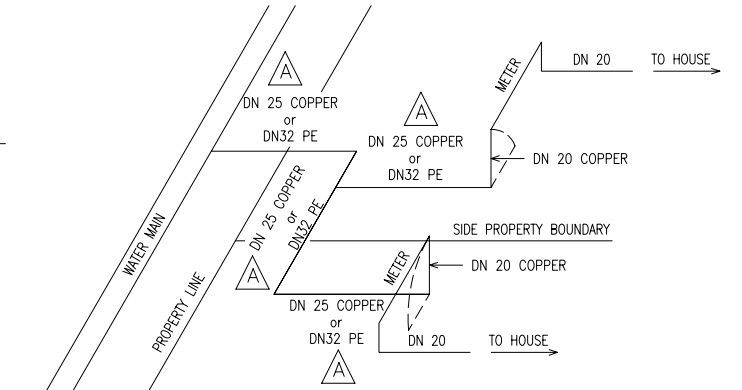 A
DN 25 COPPER
or
DN32 PE
A
DN 25 COPPER
or
DN32 PE
METER
DN 20
TO HOUSE
DN 20 COPPER
WATER MAIN
PROPERTY LINE
DN 25 COPPER
or
DN32 PE
A
SIDE PROPERTY BOUNDARY
METER
DN 20 COPPER
DN 25 COPPER
or
DN32 PE
A
DN 20
TO HOUSE